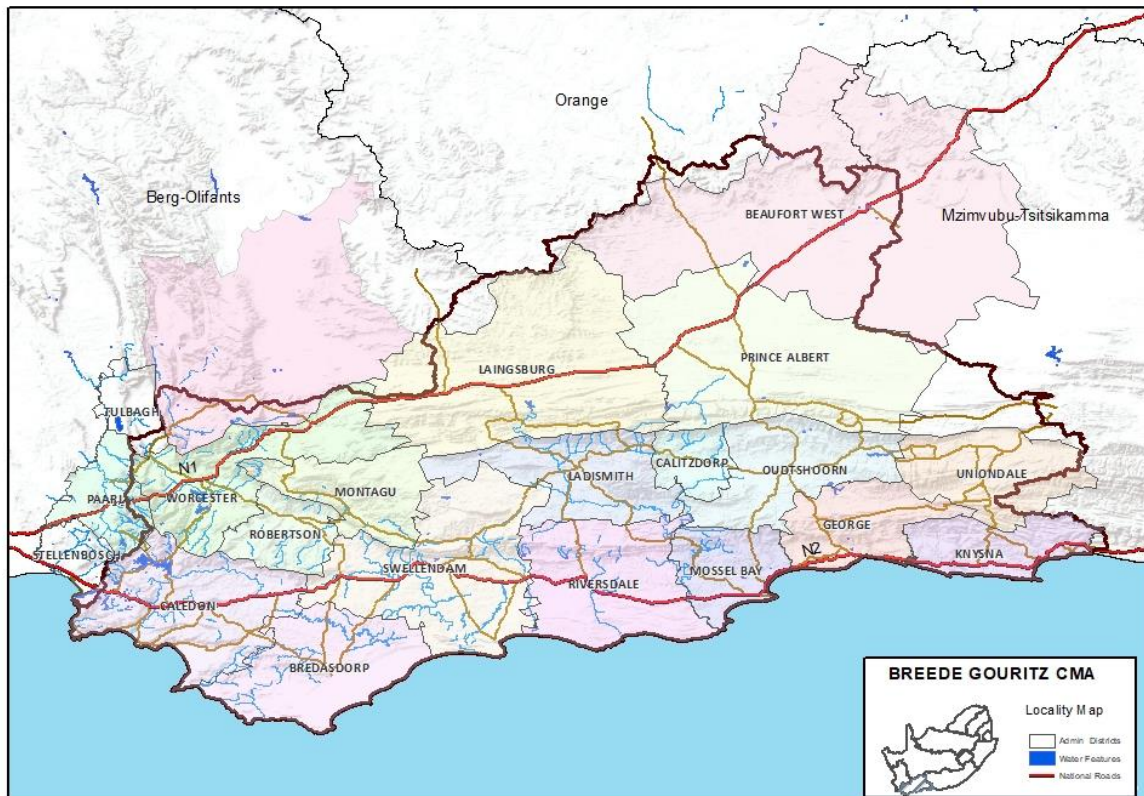 Orange
Berg-Olifants
BEAUFORT WEST
Mzimvubu-Tsitsikamma
PRINCE ALBERT
LAINGSBURG
TULBAGH
N1
PAARL
WORCESTER
MONTAGU
LADISMITH
CALITZDORP
OUDTSHOORN
UNIONDALE
ROBERTSON
GEORGE
N2
STELLENBOSCH
SWELLENDAM
RIVERSDALE
MOSSEL BAY
KNYSNA
CALEDON
BREDASDORP
BREEDE GOURITZ CMA
Locality Map
Admin Districts
Water Features
National Roads